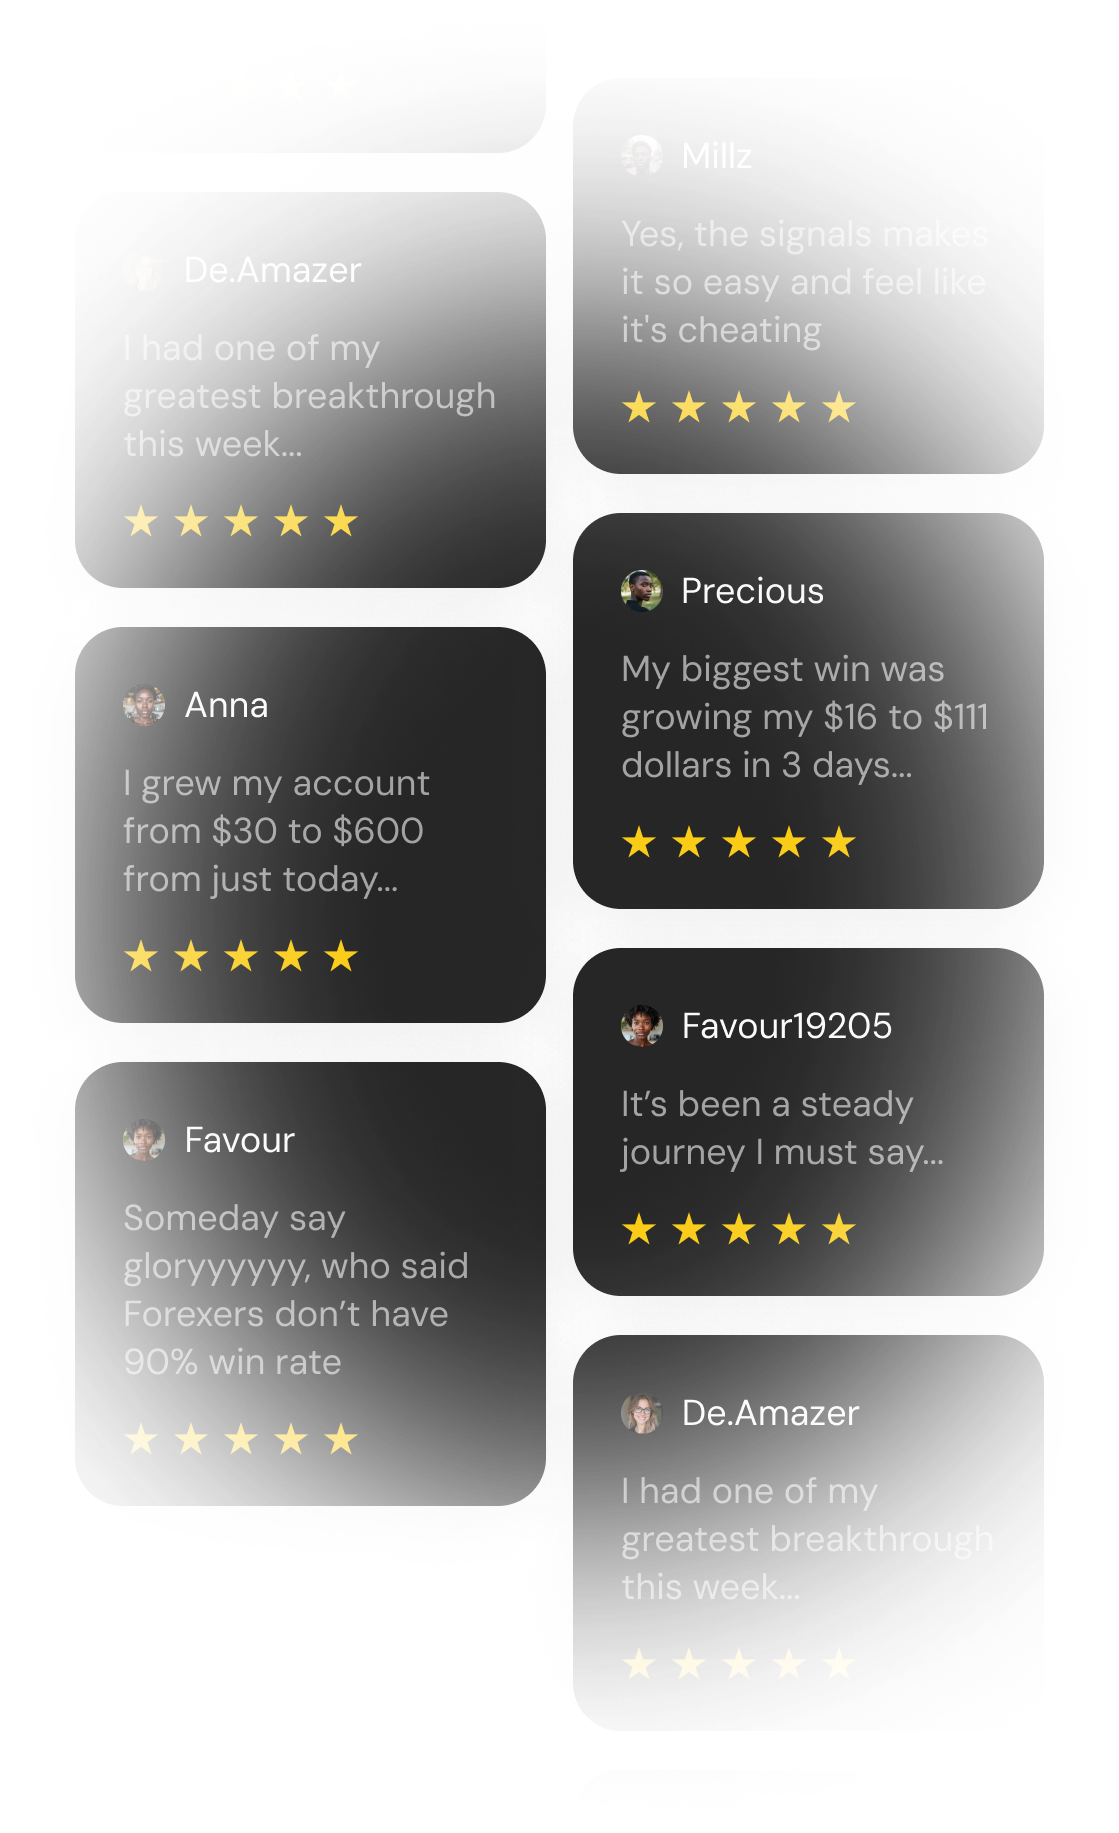 De.Amazer
I had one of my
greatest breakthrough
this week...
★★★★★
Anna
I grew my account
from $30 to $600
from just today...
★★★★★
Favour
Someday say
gloryyyyyy, who said
Forexers don’t have
90% win rate
★★★★★
Millz
Yes, the signals makes
it so easy and feel like
it's cheating
★★★★★
Precious
My biggest win was
growing my $16 to $111
dollars in 3 days...
★★★★★
Favour19205
It’s been a steady
journey I must say...
★★★★★
De.Amazer
I had one of my
greatest breakthrough
this week...
★★★★★